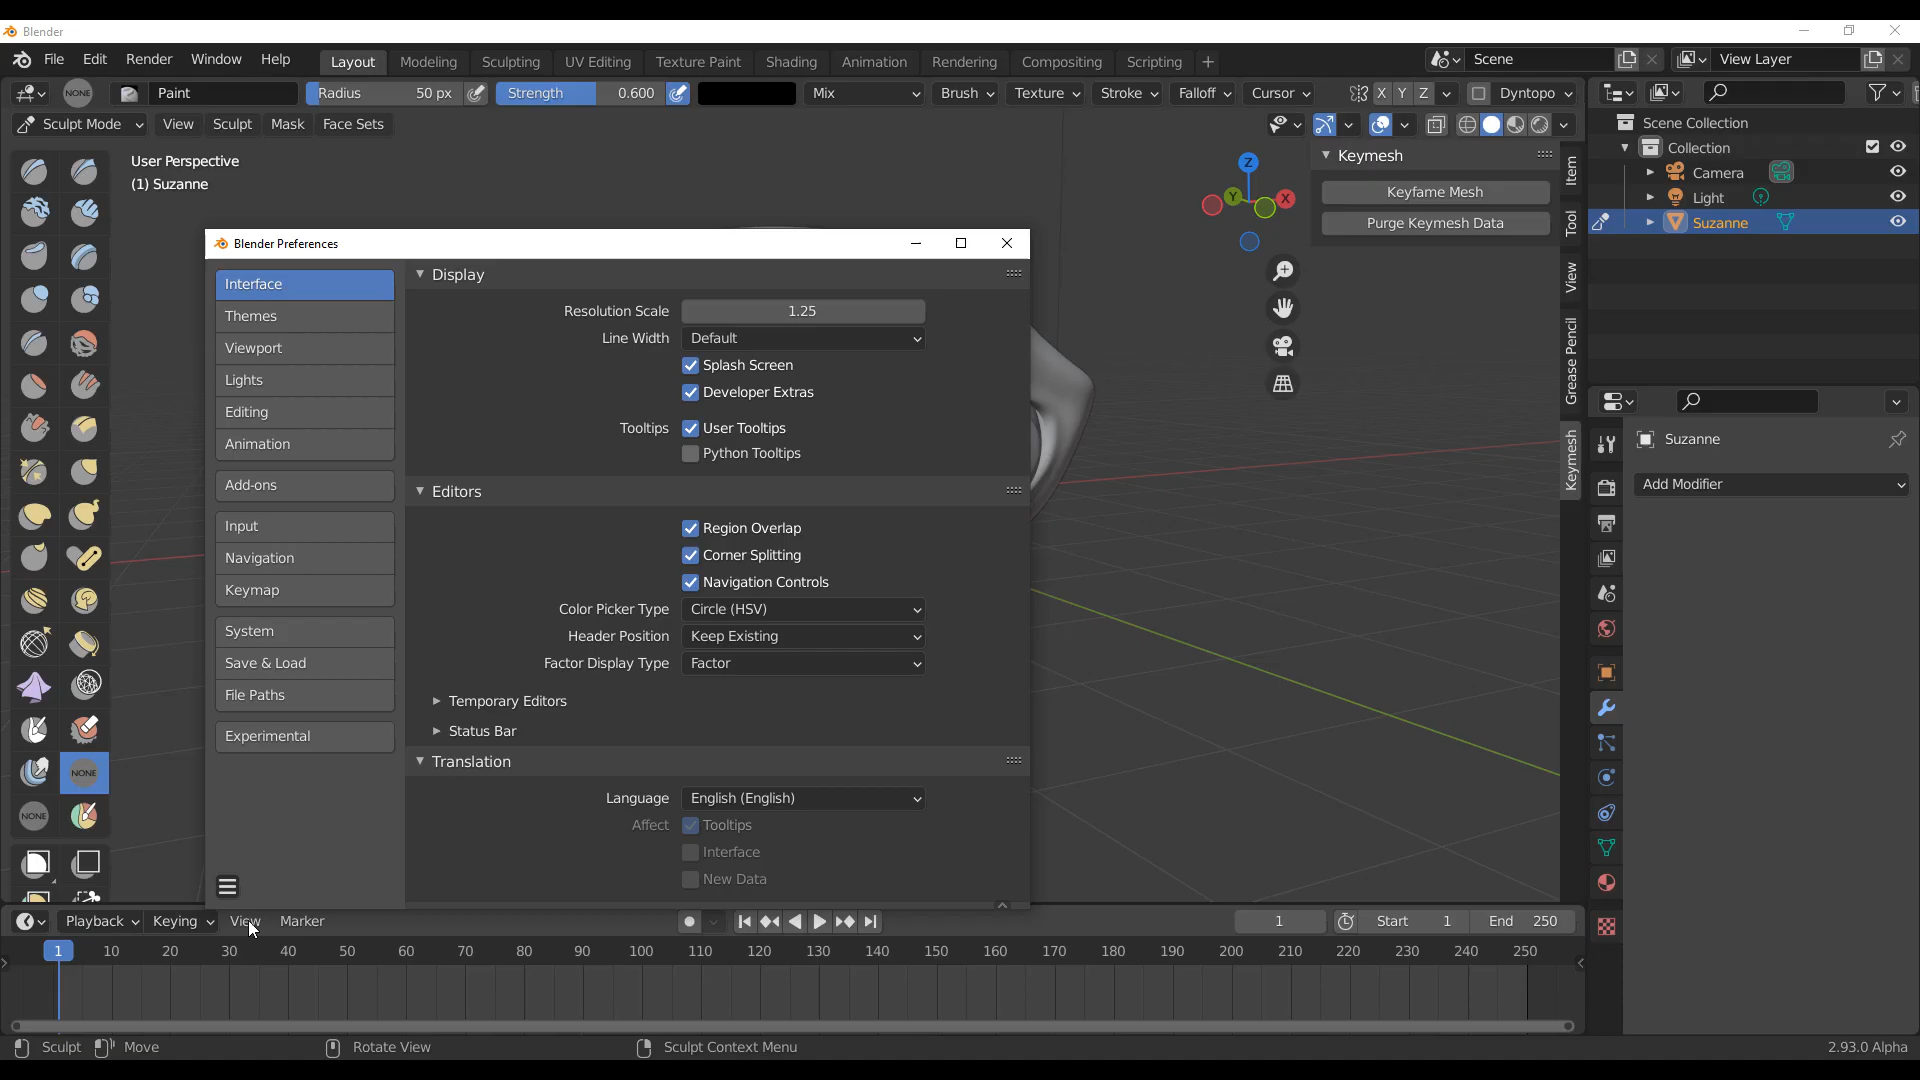 Blender
File Edit Render Window Help Layout Modeling Sculpting UV Editing Texture Paint Shading Animation Rendering Compositing Scripting + Scene View Layer
NONE Paint Radius 50 px Strength 0.600 Mix Brush Texture Stroke Falloff Cursor X Y Z Dyntopo
Sculpt Mode View Sculpt Mask Face Sets
User Perspective
(1) Suzanne
Z
Y
X
Keymesh
Keyfame Mesh
Purge Keymesh Data
Item
Tool
View
Grease Pencil
Keymesh
Scene Collection
Collection
Camera
Light
Suzanne
Suzanne
Add Modifier
Blender Preferences
Interface
Themes
Viewport
Lights
Editing
Animation
Add-ons
Input
Navigation
Keymap
System
Save & Load
File Paths
Experimental
Display
Resolution Scale 1.25
Line Width Default
Splash Screen
Developer Extras
Tooltips User Tooltips
Python Tooltips
Editors
Region Overlap
Corner Splitting
Navigation Controls
Color Picker Type Circle (HSV)
Header Position Keep Existing
Factor Display Type Factor
Temporary Editors
Status Bar
Translation
Language English (English)
Affect Tooltips
Interface
New Data
NONE
NONE
Playback Keying View Marker 1 Start 1 End 250
1 10 20 30 40 50 60 70 80 90 100 110 120 130 140 150 160 170 180 190 200 210 220 230 240 250
Sculpt Move Rotate View Sculpt Context Menu 2.93.0 Alpha